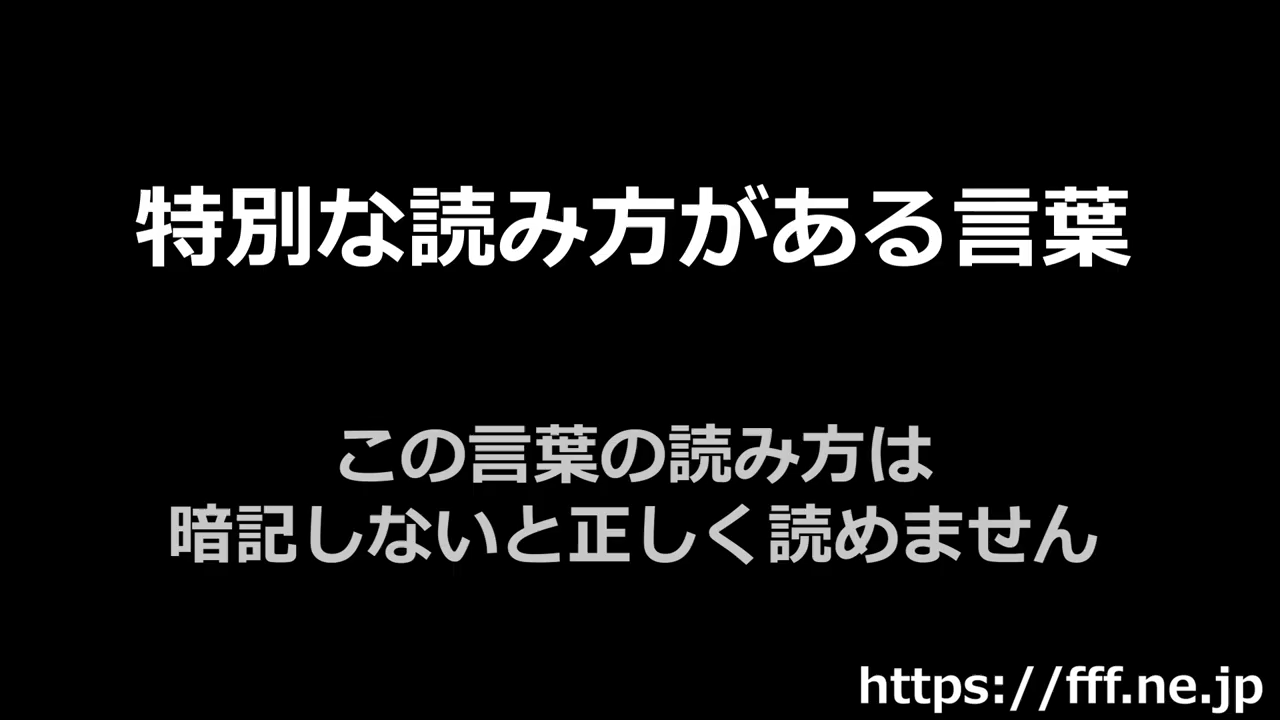 特別な読み方がある言葉
この言葉の読み方は
暗記しないと正しく読めません
https://fff.ne.jp